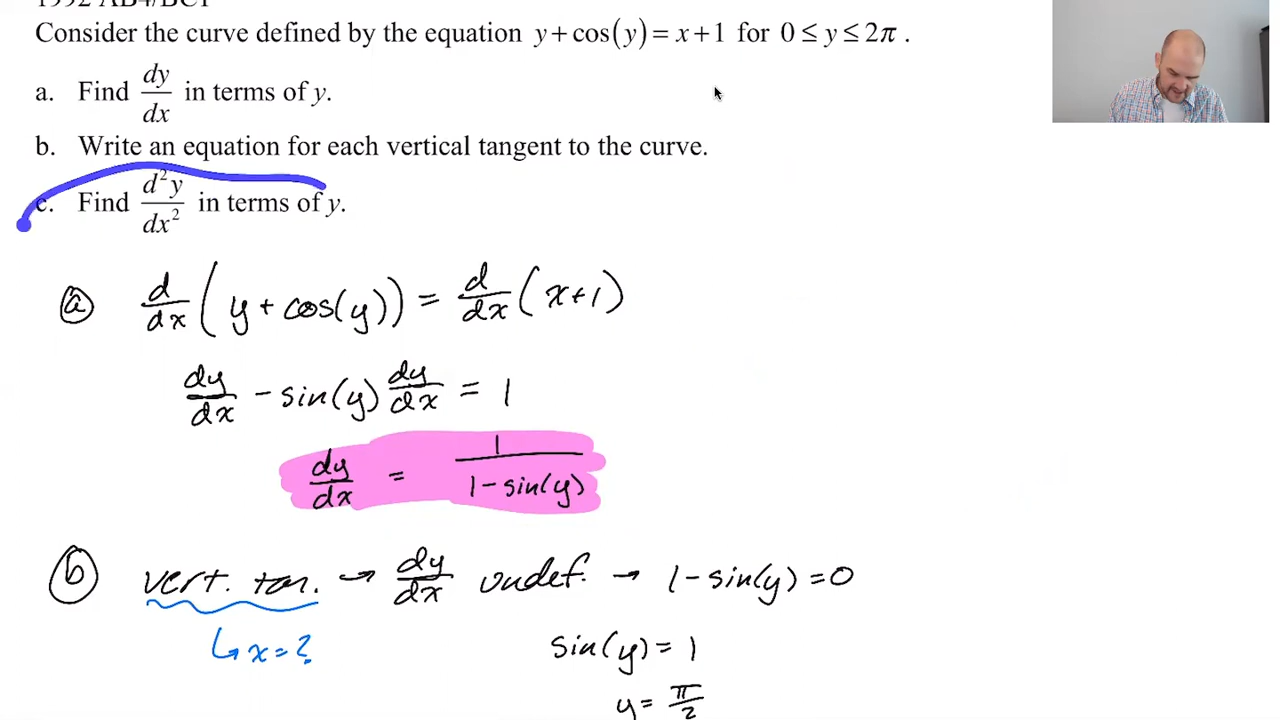 1992 AB4/BC1
Consider the curve defined by the equation y + cos(y) = x + 1 for 0 ≤ y ≤ 2π .
a. Find dy/dx in terms of y.
b. Write an equation for each vertical tangent to the curve.
c. Find d²y/dx² in terms of y.
ⓐ d/dx (y + cos(y)) = d/dx (x+1)
dy/dx - sin(y) dy/dx = 1
dy/dx = 1/(1 - sin(y))
ⓑ vert. tan. → dy/dx undef. → 1 - sin(y) = 0
↳ x = ? sin(y) = 1
y = π/2